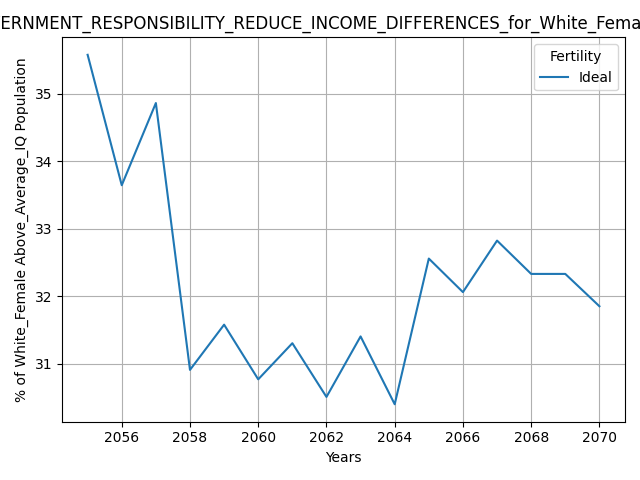 ERNMENT_RESPONSIBILITY_REDUCE_INCOME_DIFFERENCES_for_White_Fema
Fertility
Ideal
% of White_Female Above_Average_IQ Population
35
34
33
32
31
2056 2058 2060 2062 2064 2066 2068 2070
Years